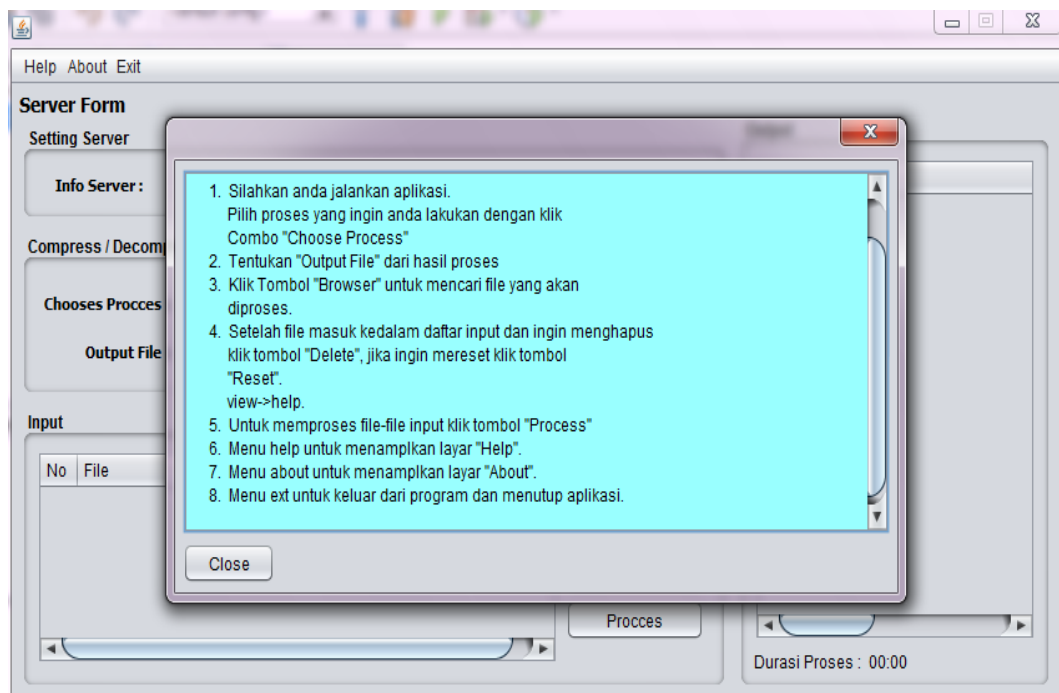 Help About Exit
Server Form
Setting Server
Info Server :
Compress / Decomp
Chooses Procces
Output File
Input
No File
1. Silahkan anda jalankan aplikasi.
Pilih proses yang ingin anda lakukan dengan klik
Combo "Choose Process"
2. Tentukan "Output File" dari hasil proses
3. Klik Tombol "Browser" untuk mencari file yang akan
diproses.
4. Setelah file masuk kedalam daftar input dan ingin menghapus
klik tombol "Delete", jika ingin mereset klik tombol
"Reset".
view->help.
5. Untuk memproses file-file input klik tombol "Process"
6. Menu help untuk menamplkan layar "Help".
7. Menu about untuk menamplkan layar "About".
8. Menu ext untuk keluar dari program dan menutup aplikasi.
Close
Procces
Durasi Proses : 00:00